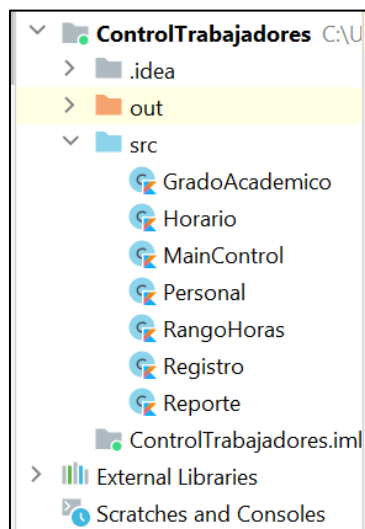 ControlTrabajadores C:\U
.idea
out
src
GradoAcademico
Horario
MainControl
Personal
RangoHoras
Registro
Reporte
ControlTrabajadores.iml
External Libraries
Scratches and Consoles